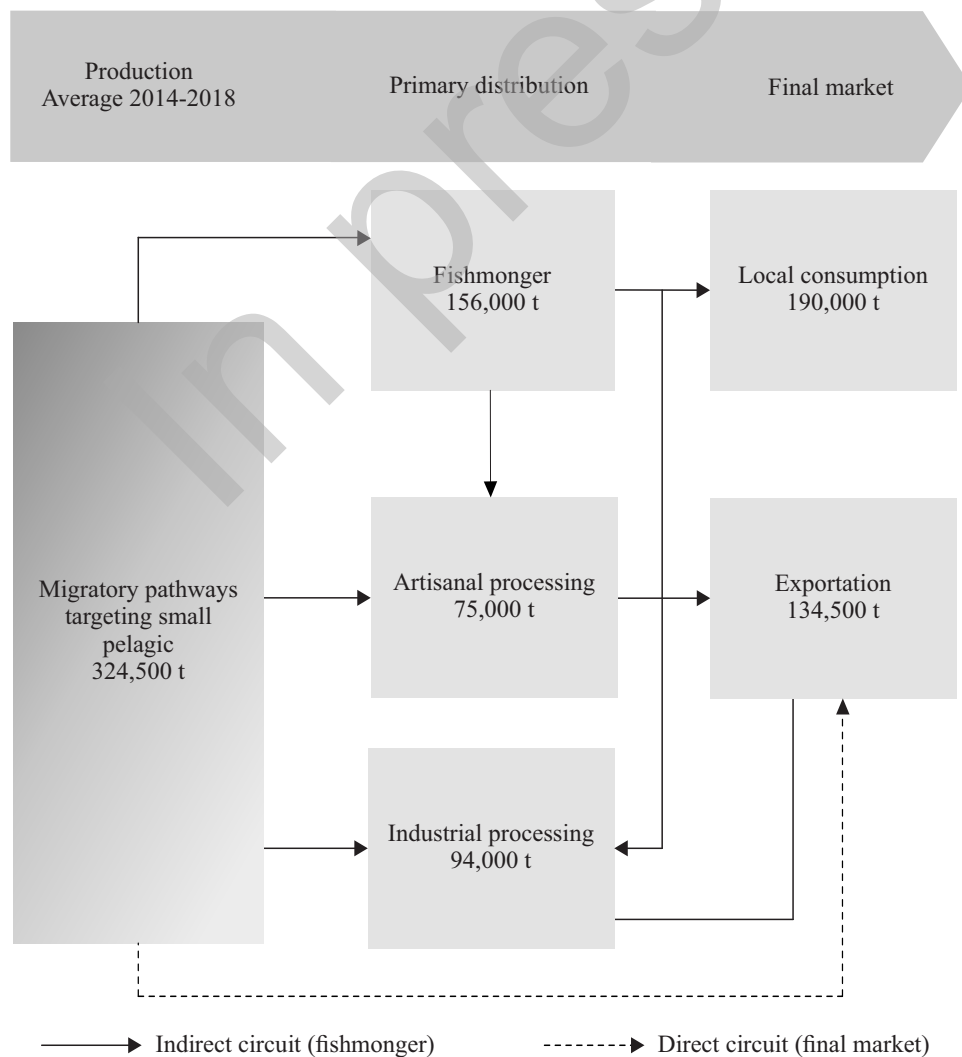 Production
Average 2014-2018
Primary distribution
Final market
Fishmonger
156,000 t
Local consumption
190,000 t
Migratory pathways
targeting small
pelagic
324,500 t
Artisanal processing
75,000 t
Exportation
134,500 t
Industrial processing
94,000 t
Indirect circuit (fishmonger)
Direct circuit (final market)
In pres